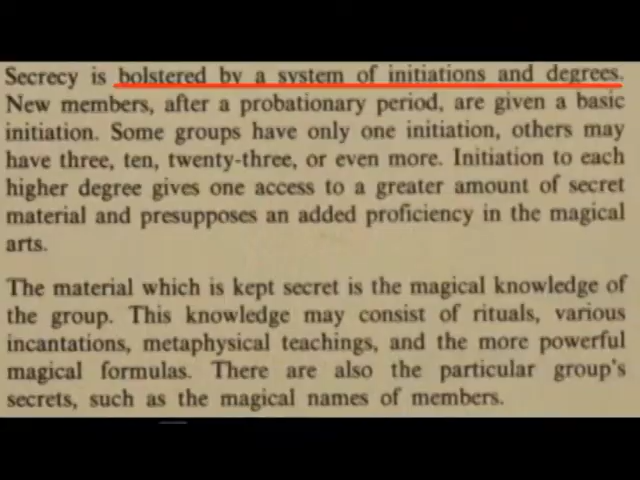 Secrecy is bolstered by a system of initiations and degrees.
New members, after a probationary period, are given a basic
initiation. Some groups have only one initiation, others may
have three, ten, twenty-three, or even more. Initiation to each
higher degree gives one access to a greater amount of secret
material and presupposes an added proficiency in the magical
arts.
The material which is kept secret is the magical knowledge of
the group. This knowledge may consist of rituals, various
incantations, metaphysical teachings, and the more powerful
magical formulas. There are also the particular group's
secrets, such as the magical names of members.